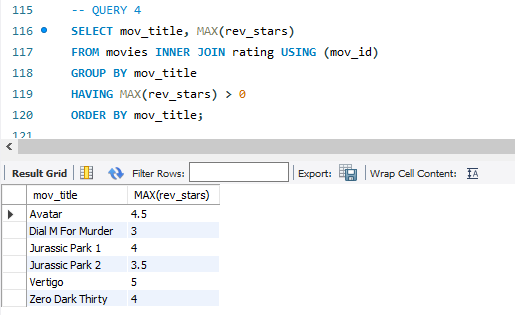 115 -- QUERY 4
116 SELECT mov_title, MAX(rev_stars)
117 FROM movies INNER JOIN rating USING (mov_id)
118 GROUP BY mov_title
119 HAVING MAX(rev_stars) > 0
120 ORDER BY mov_title;
121
Result Grid Filter Rows: Export: Wrap Cell Content: IA
mov_title MAX(rev_stars)
Avatar 4.5
Dial M For Murder 3
Jurassic Park 1 4
Jurassic Park 2 3.5
Vertigo 5
Zero Dark Thirty 4